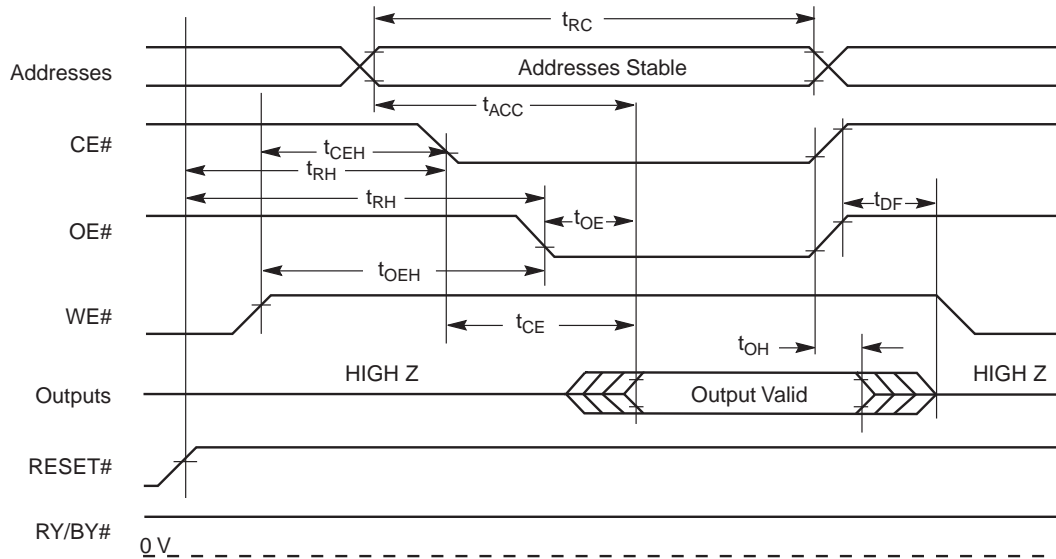 tRC
Addresses
Addresses Stable
tACC
CE#
tCEH
tRH
tRH
OE#
tOE
tDF
tOEH
WE#
tCE
tOH
HIGH Z
HIGH Z
Outputs
Output Valid
RESET#
RY/BY#
0 V